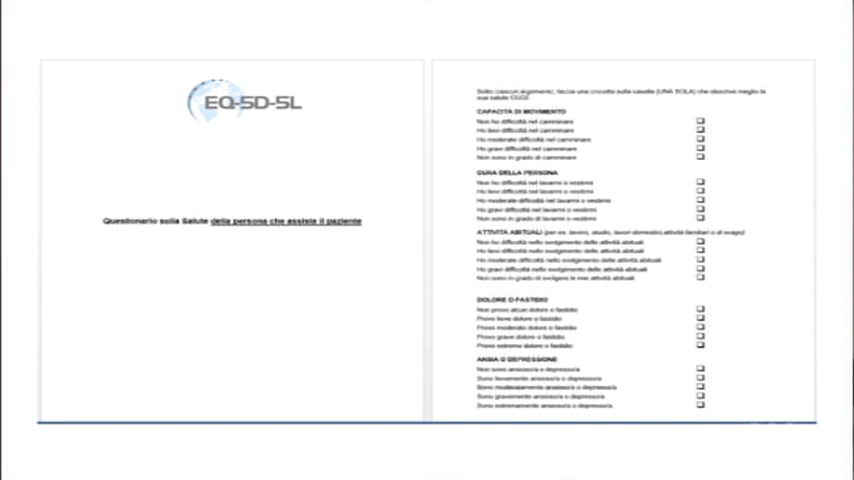 EQ-5D-5L
Questionario sulla Salute della persona che assiste il paziente
Sotto ciascun argomento, faccia una crocetta sulla casella (UNA SOLA) che descrive meglio la
sua salute OGGI.
CAPACITÀ DI MOVIMENTO
Non ho difficoltà nel camminare
Ho lievi difficoltà nel camminare
Ho moderate difficoltà nel camminare
Ho gravi difficoltà nel camminare
Non sono in grado di camminare
CURA DELLA PERSONA
Non ho difficoltà nel lavarmi o vestirmi
Ho lievi difficoltà nel lavarmi o vestirmi
Ho moderate difficoltà nel lavarmi o vestirmi
Ho gravi difficoltà nel lavarmi o vestirmi
Non sono in grado di lavarmi o vestirmi
ATTIVITÀ ABITUALI (per es. lavoro, studio, lavori domestici, attività familiari o di svago)
Non ho difficoltà nello svolgimento delle attività abituali
Ho lievi difficoltà nello svolgimento delle attività abituali
Ho moderate difficoltà nello svolgimento delle attività abituali
Ho gravi difficoltà nello svolgimento delle attività abituali
Non sono in grado di svolgere le mie attività abituali
DOLORE O FASTIDIO
Non provo alcun dolore o fastidio
Provo lieve dolore o fastidio
Provo moderato dolore o fastidio
Provo grave dolore o fastidio
Provo estremo dolore o fastidio
ANSIA O DEPRESSIONE
Non sono ansioso/a o depresso/a
Sono lievemente ansioso/a o depresso/a
Sono moderatamente ansioso/a o depresso/a
Sono gravemente ansioso/a o depresso/a
Sono estremamente ansioso/a o depresso/a